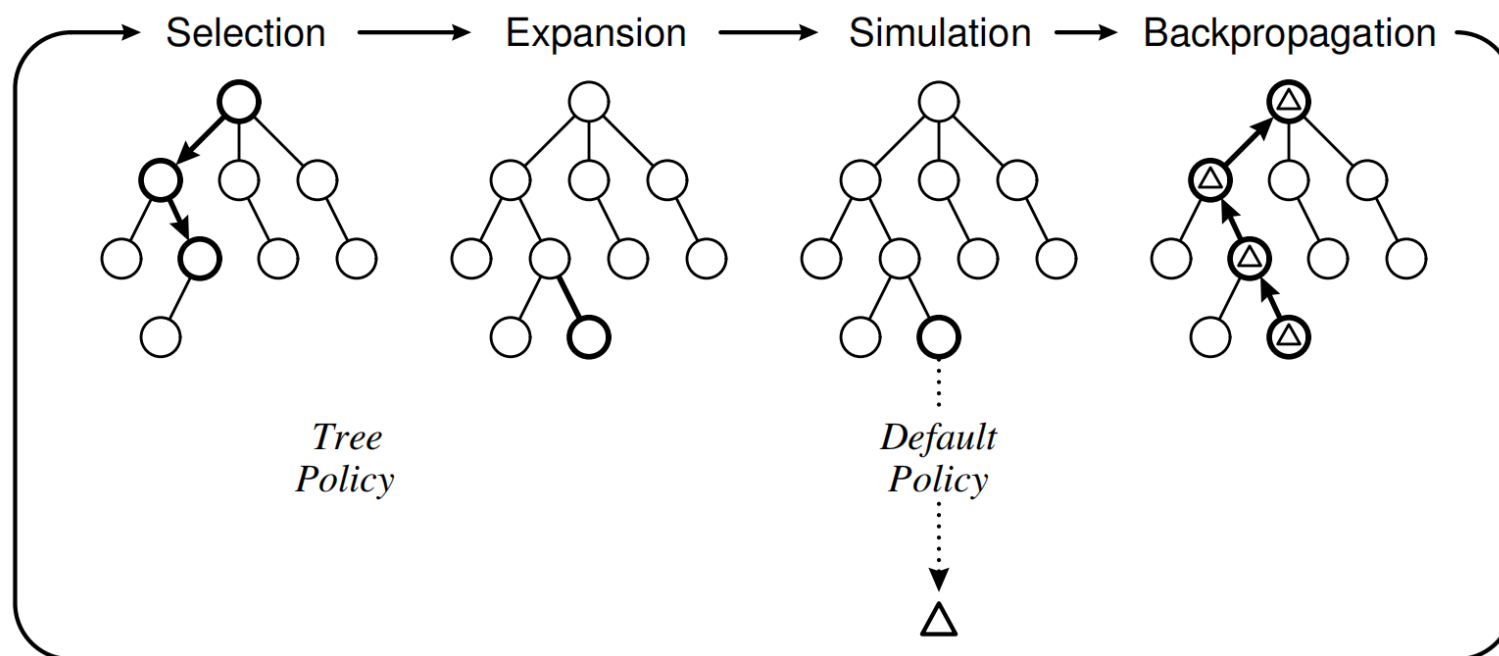 Selection Expansion Simulation Backpropagation
Tree
Policy
Default
Policy